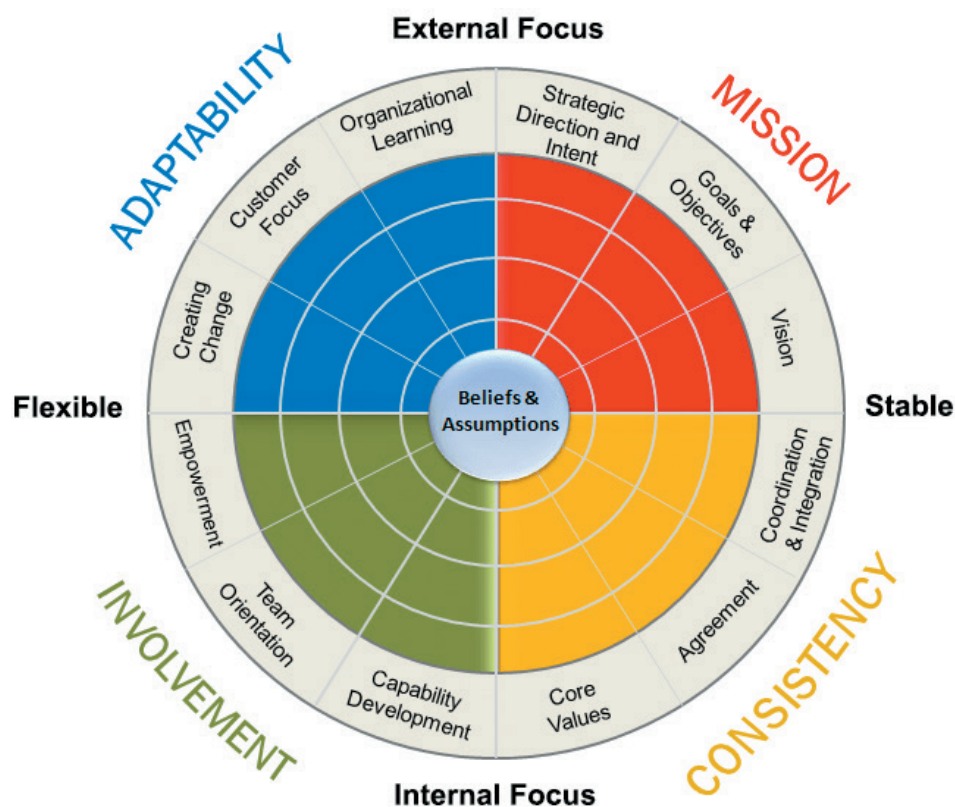 External Focus
ADAPTABILITY
MISSION
Organizational
Learning
Strategic
Direction and
Intent
Customer
Focus
Goals &
Objectives
Creating
Change
Vision
Flexible
Beliefs &
Assumptions
Stable
Empowerment
Coordination
& Integration
Team
Orientation
Agreement
Capability
Development
Core
Values
INVOLVEMENT
CONSISTENCY
Internal Focus